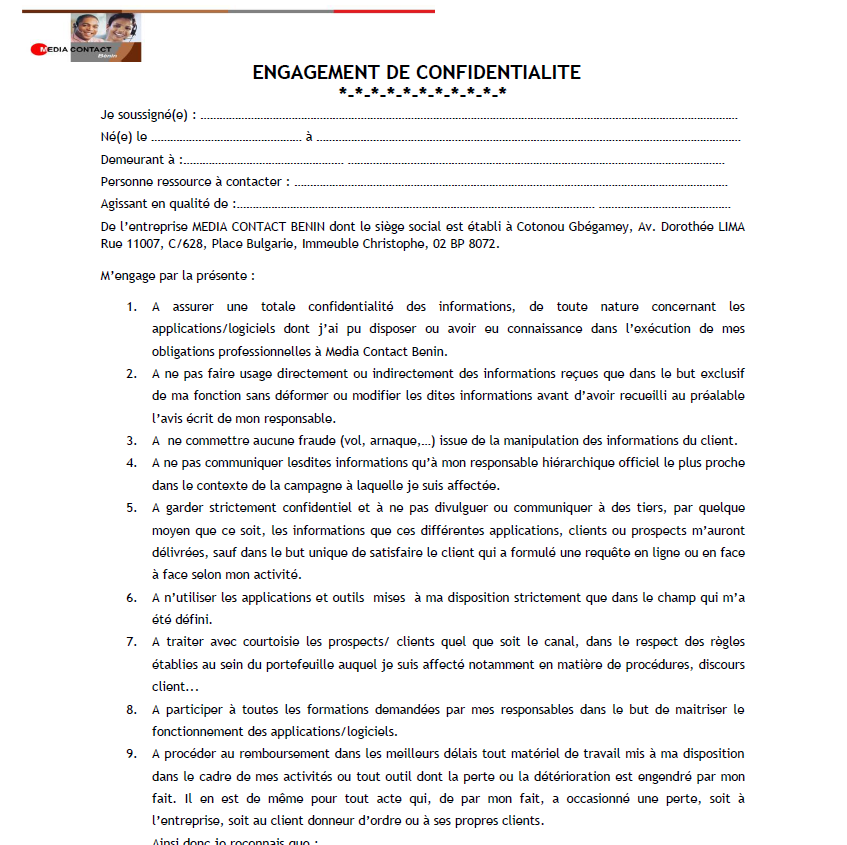 MEDIA CONTACT
Bénin
ENGAGEMENT DE CONFIDENTIALITE
*-*-*-*-*-*-*-*-*-*-*
Je soussigné(e) : ........................................................................................................................
Né(e) le .................................. à ................................................................................................
Demeurant à :.................................... .....................................................................................
Personne ressource à contacter : .................................................................................................
Agissant en qualité de :................................................................................ ..............................
De l’entreprise MEDIA CONTACT BENIN dont le siège social est établi à Cotonou Gbégamey, Av. Dorothée LIMA
Rue 11007, C/628, Place Bulgarie, Immeuble Christophe, 02 BP 8072.
M’engage par la présente :
1. A assurer une totale confidentialité des informations, de toute nature concernant les
applications/logiciels dont j’ai pu disposer ou avoir eu connaissance dans l’exécution de mes
obligations professionnelles à Media Contact Benin.
2. A ne pas faire usage directement ou indirectement des informations reçues que dans le but exclusif
de ma fonction sans déformer ou modifier les dites informations avant d’avoir recueilli au préalable
l’avis écrit de mon responsable.
3. A ne commettre aucune fraude (vol, arnaque,…) issue de la manipulation des informations du client.
4. A ne pas communiquer lesdites informations qu’à mon responsable hiérarchique officiel le plus proche
dans le contexte de la campagne à laquelle je suis affectée.
5. A garder strictement confidentiel et à ne pas divulguer ou communiquer à des tiers, par quelque
moyen que ce soit, les informations que ces différentes applications, clients ou prospects m’auront
délivrées, sauf dans le but unique de satisfaire le client qui a formulé une requête en ligne ou en face
à face selon mon activité.
6. A n’utiliser les applications et outils mises à ma disposition strictement que dans le champ qui m’a
été défini.
7. A traiter avec courtoisie les prospects/ clients quel que soit le canal, dans le respect des règles
établies au sein du portefeuille auquel je suis affecté notamment en matière de procédures, discours
client...
8. A participer à toutes les formations demandées par mes responsables dans le but de maitriser le
fonctionnement des applications/logiciels.
9. A procéder au remboursement dans les meilleurs délais tout matériel de travail mis à ma disposition
dans le cadre de mes activités ou tout outil dont la perte ou la détérioration est engendré par mon
fait. Il en est de même pour tout acte qui, de par mon fait, a occasionné une perte, soit à
l’entreprise, soit au client donneur d’ordre ou à ses propres clients.
Ainsi donc je reconnais que :